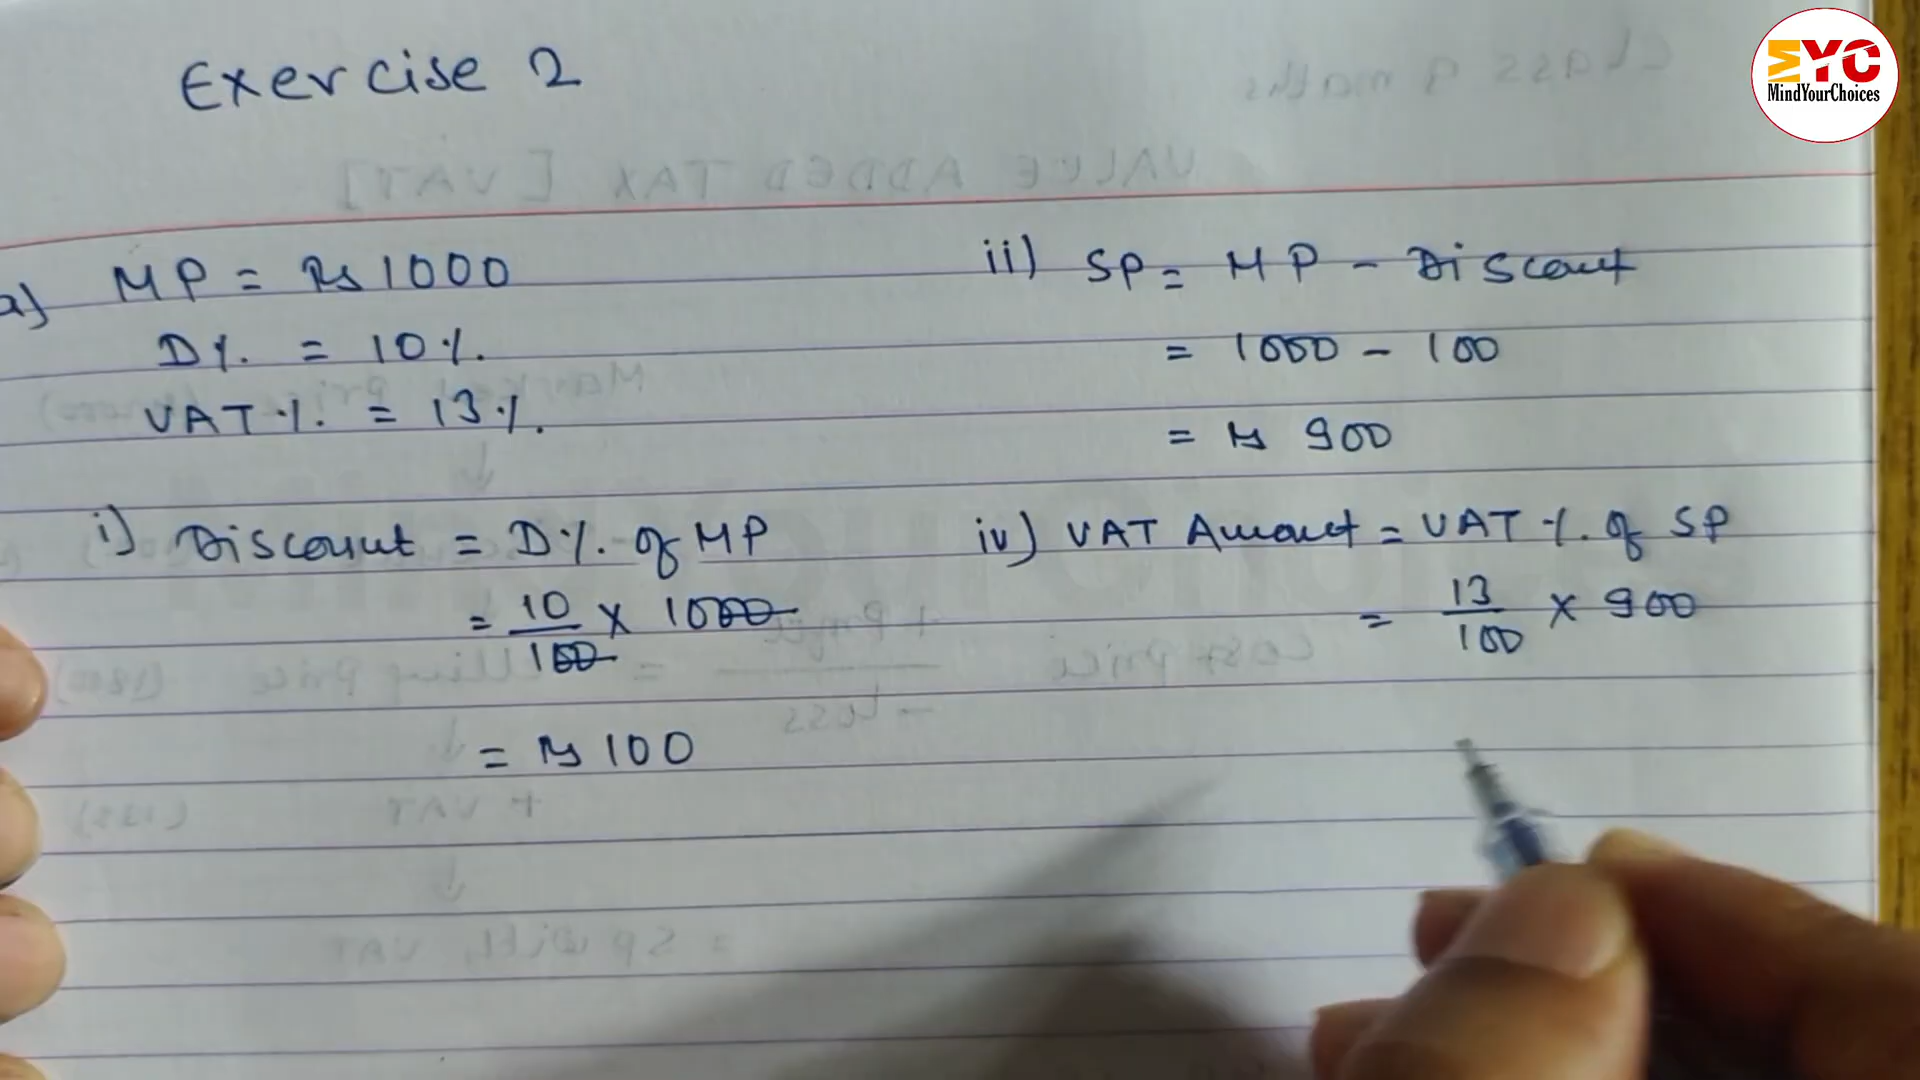 MYC
MindYourChoices
Exercise 2
a) MP = Rs 1000
D% = 10%.
VAT% = 13%.
i) Discount = D% of MP
= 10/100 × 1000
= Rs 100
ii) SP = MP - Discount
= 1000 - 100
= Rs 900
iv) VAT Amount = VAT % of SP
= 13/100 × 900